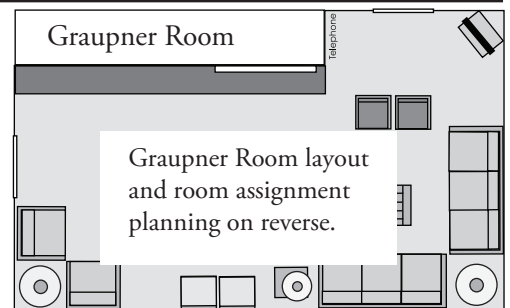 Graupner Room
Telephone
Graupner Room layout
and room assignment
planning on reverse.